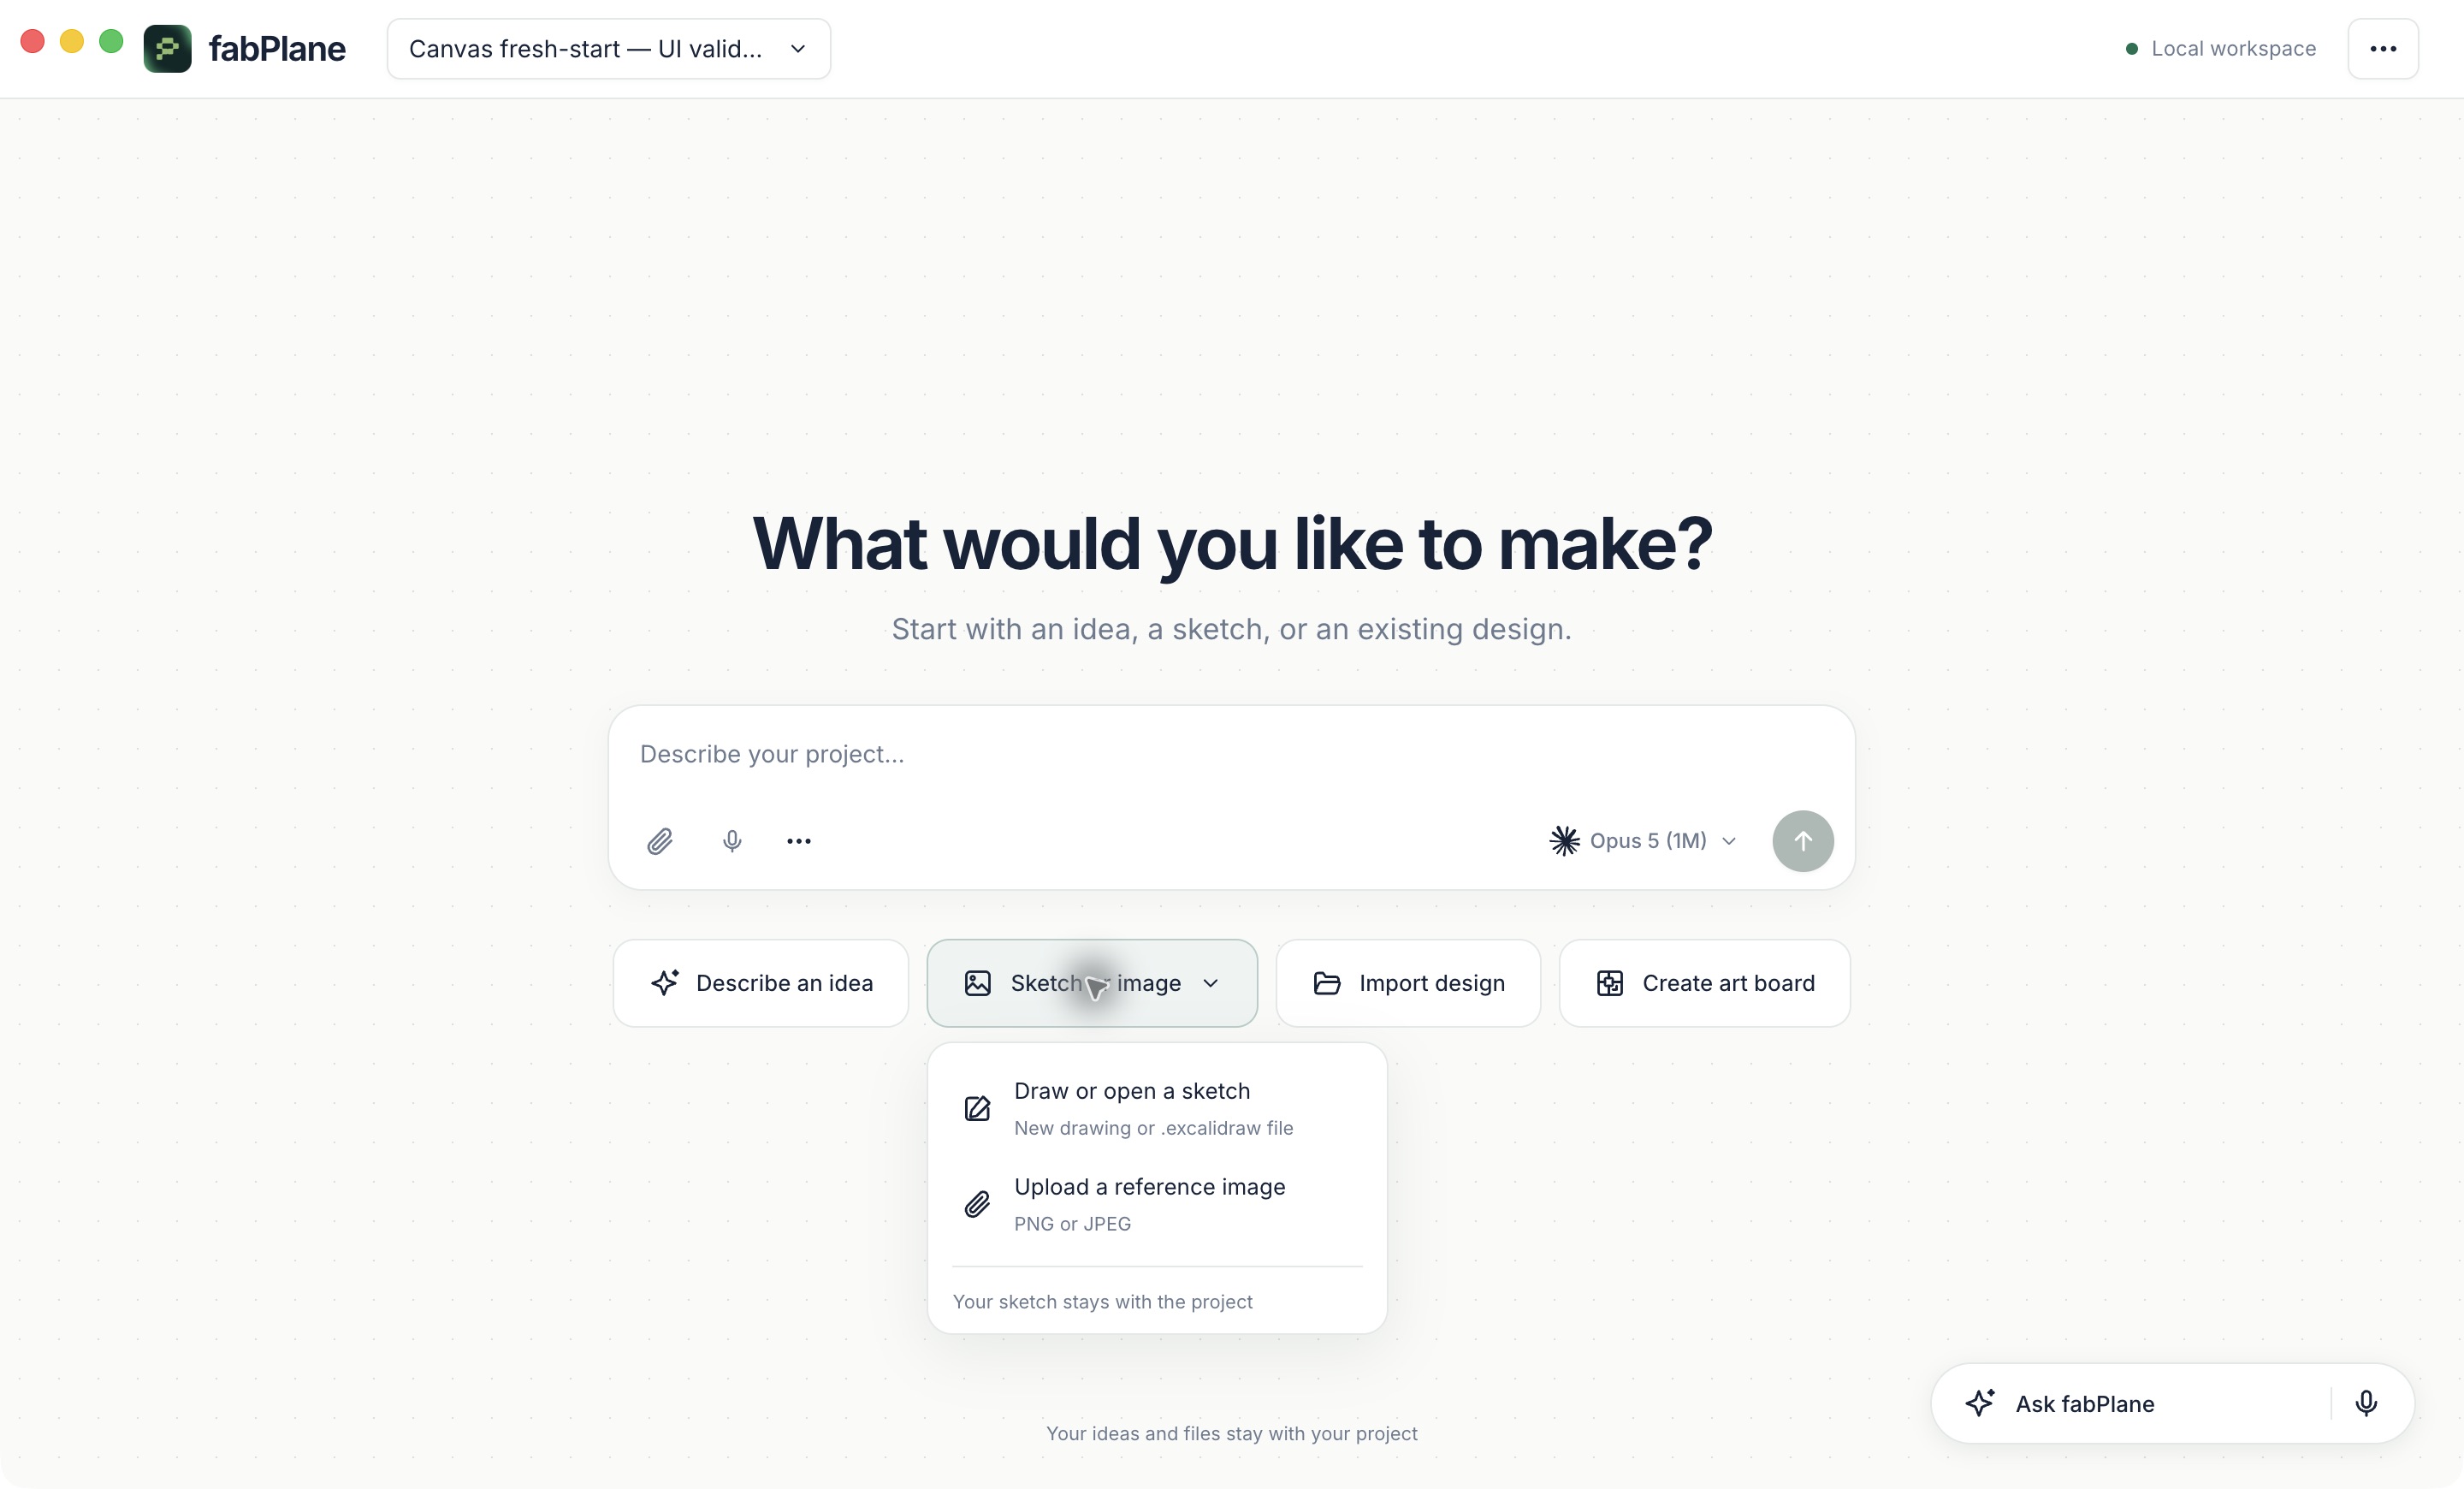 fabPlane
Canvas fresh-start — UI valid...
Local workspace
What would you like to make?
Start with an idea, a sketch, or an existing design.
Describe your project...
Opus 5 (1M)
Describe an idea
Sketch image
Import design
Create art board
Draw or open a sketch
New drawing or .excalidraw file
Upload a reference image
PNG or JPEG
Your sketch stays with the project
Ask fabPlane
Your ideas and files stay with your project